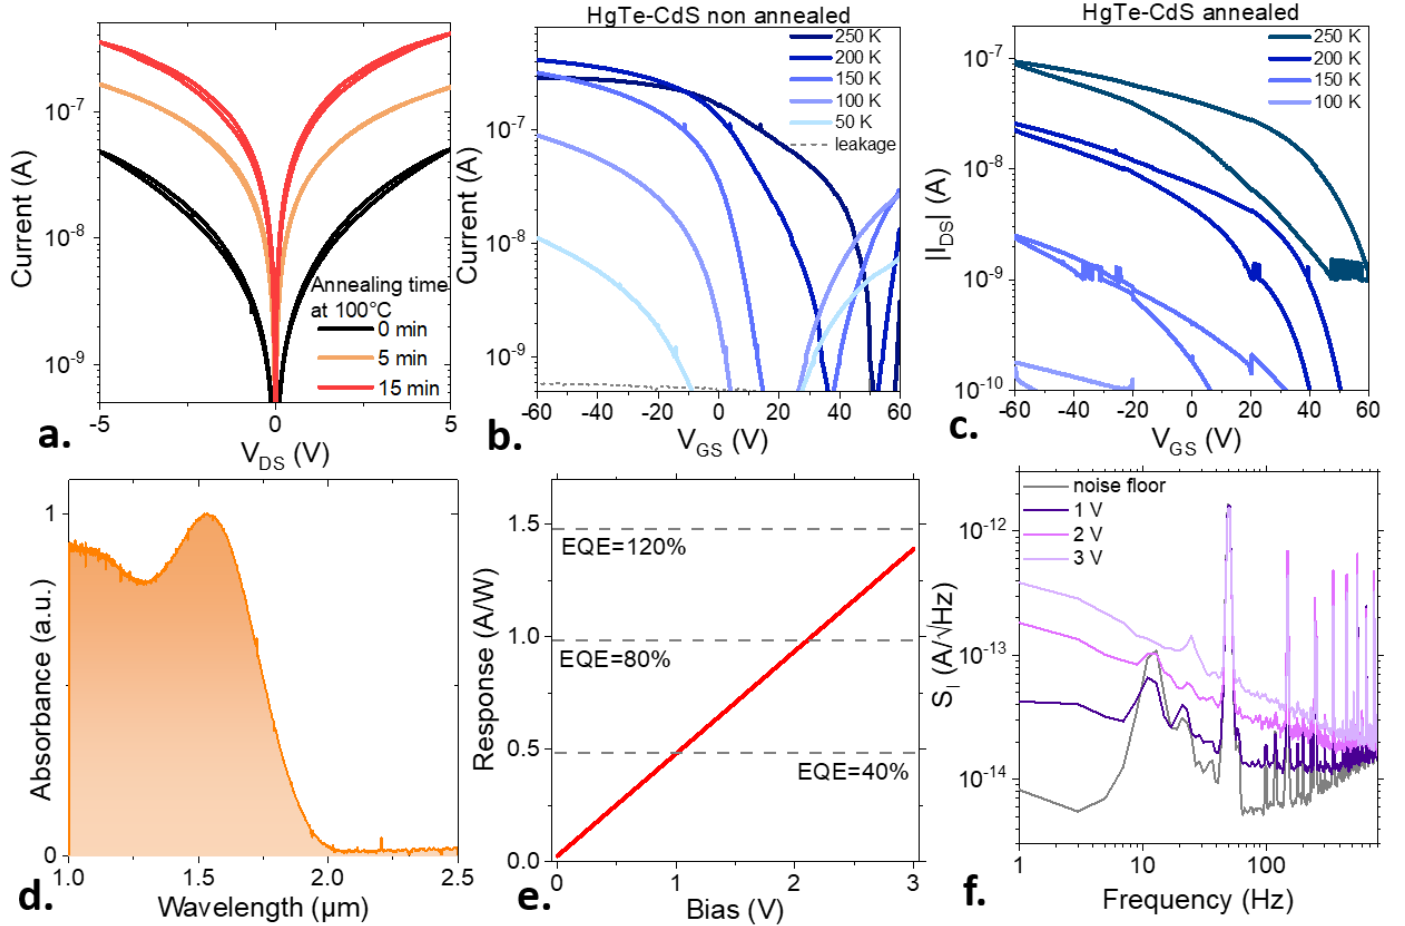 10⁻⁷
10⁻⁸
10⁻⁹
Current (A)
Annealing time
at 100°C
0 min
5 min
15 min
-5
0
5
a.
V_DS (V)
HgTe-CdS non annealed
250 K
200 K
150 K
100 K
50 K
leakage
10⁻⁷
10⁻⁸
10⁻⁹
Current (A)
-60
-40
-20
0
20
40
60
b.
V_GS (V)
HgTe-CdS annealed
250 K
200 K
150 K
100 K
10⁻⁷
10⁻⁸
10⁻⁹
10⁻¹⁰
|I_DS| (A)
-60
-40
-20
0
20
40
60
c.
V_GS (V)
1
0
Absorbance (a.u.)
1.0
1.5
2.0
2.5
d.
Wavelength (µm)
1.5
1.0
0.5
0.0
Response (A/W)
EQE=120%
EQE=80%
EQE=40%
0
1
2
3
e.
Bias (V)
noise floor
1 V
2 V
3 V
10⁻¹²
10⁻¹³
10⁻¹⁴
S_I (A/√Hz)
1
10
100
f.
Frequency (Hz)